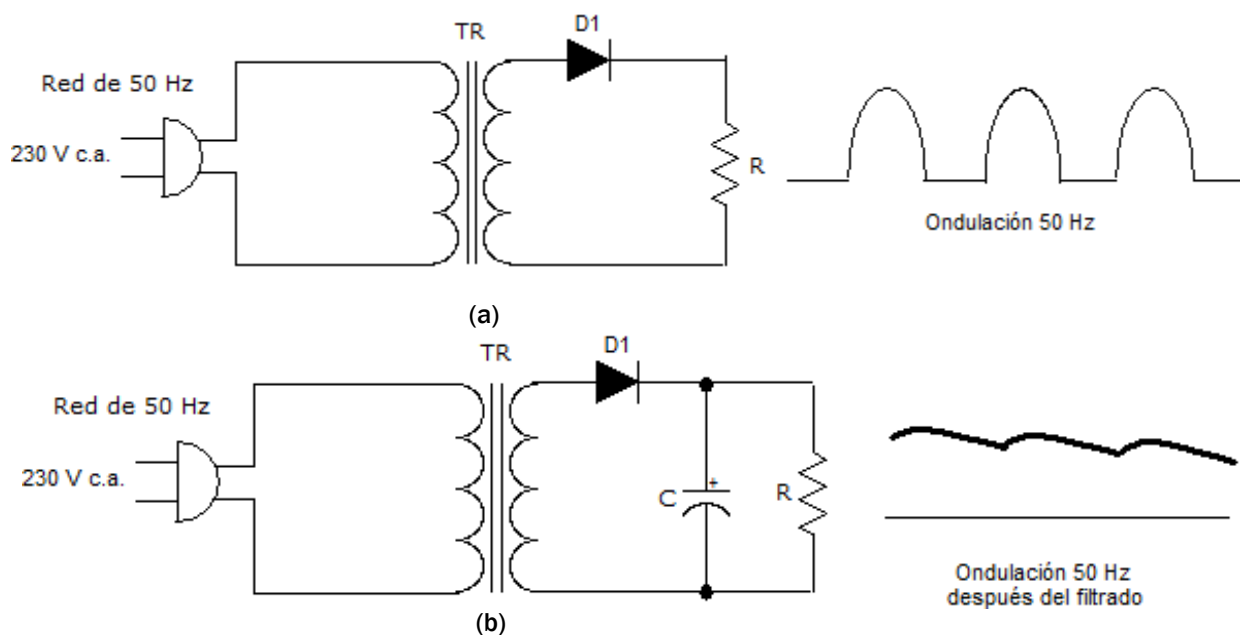 TR
D1
Red de 50 Hz
230 V c.a.
R
Ondulación 50 Hz
(a)
TR
D1
Red de 50 Hz
230 V c.a.
C
+
R
Ondulación 50 Hz
después del filtrado
(b)